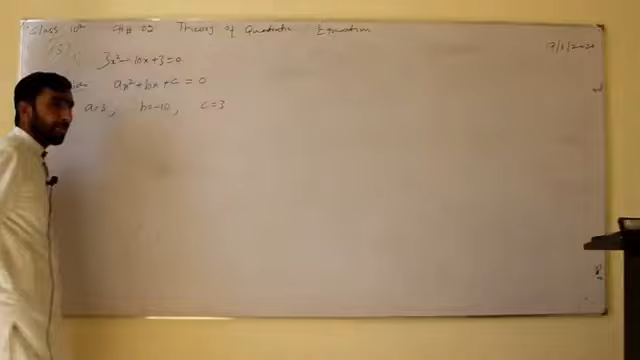 Class 10th CH# 02 Theory of Quadratic Equation
3x² - 10x + 3 = 0
ax² + bx + c = 0
a=3, b=-10, c=3